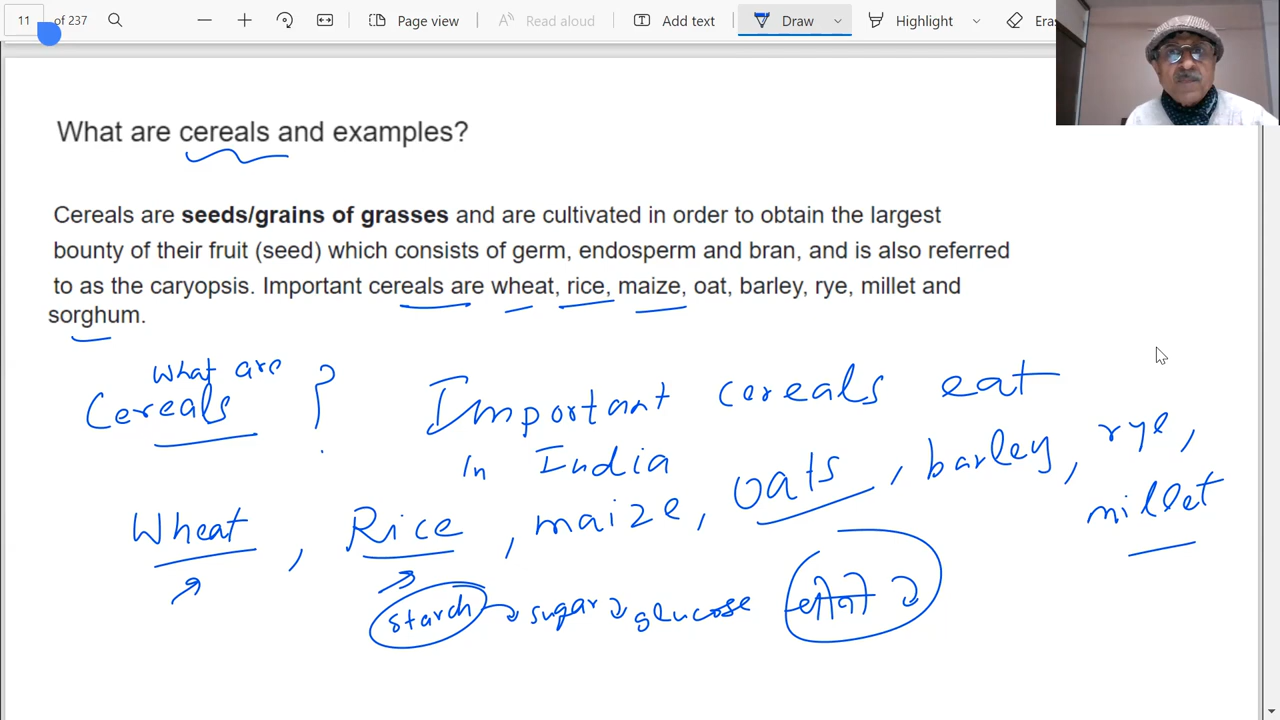 11 of 237
Page view
Read aloud
Add text
Draw
Highlight
Era
What are cereals and examples?
Cereals are seeds/grains of grasses and are cultivated in order to obtain the largest
bounty of their fruit (seed) which consists of germ, endosperm and bran, and is also referred
to as the caryopsis. Important cereals are wheat, rice, maize, oat, barley, rye, millet and
sorghum.
What are
Cereals ?
Important cereals eat
In India
Wheat, Rice, maize, oats, barley, rye,
millet
starch sugar glucose